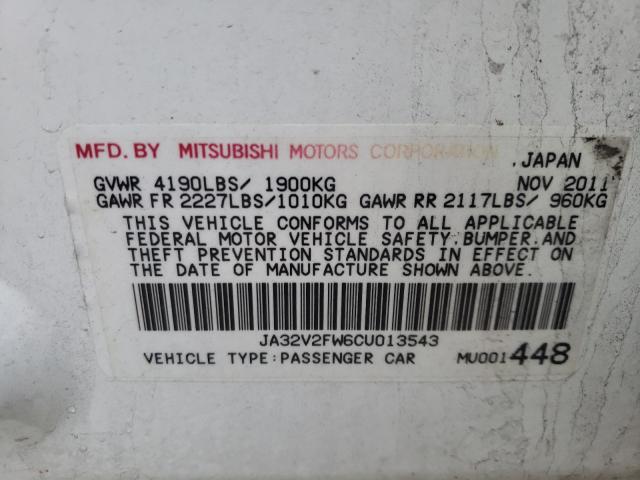 MFD. BY MITSUBISHI MOTORS CORPORATION
, JAPAN
GVWR 4190LBS/ 1900KG NOV 2011
GAWR FR 2227LBS/1010KG GAWR RR 2117LBS/ 960KG
THIS VEHICLE CONFORMS TO ALL APPLICABLE
FEDERAL MOTOR VEHICLE SAFETY,BUMPER,AND
THEFT PREVENTION STANDARDS IN EFFECT ON
THE DATE OF MANUFACTURE SHOWN ABOVE.
JA32V2FW6CU013543
VEHICLE TYPE:PASSENGER CAR MU001448